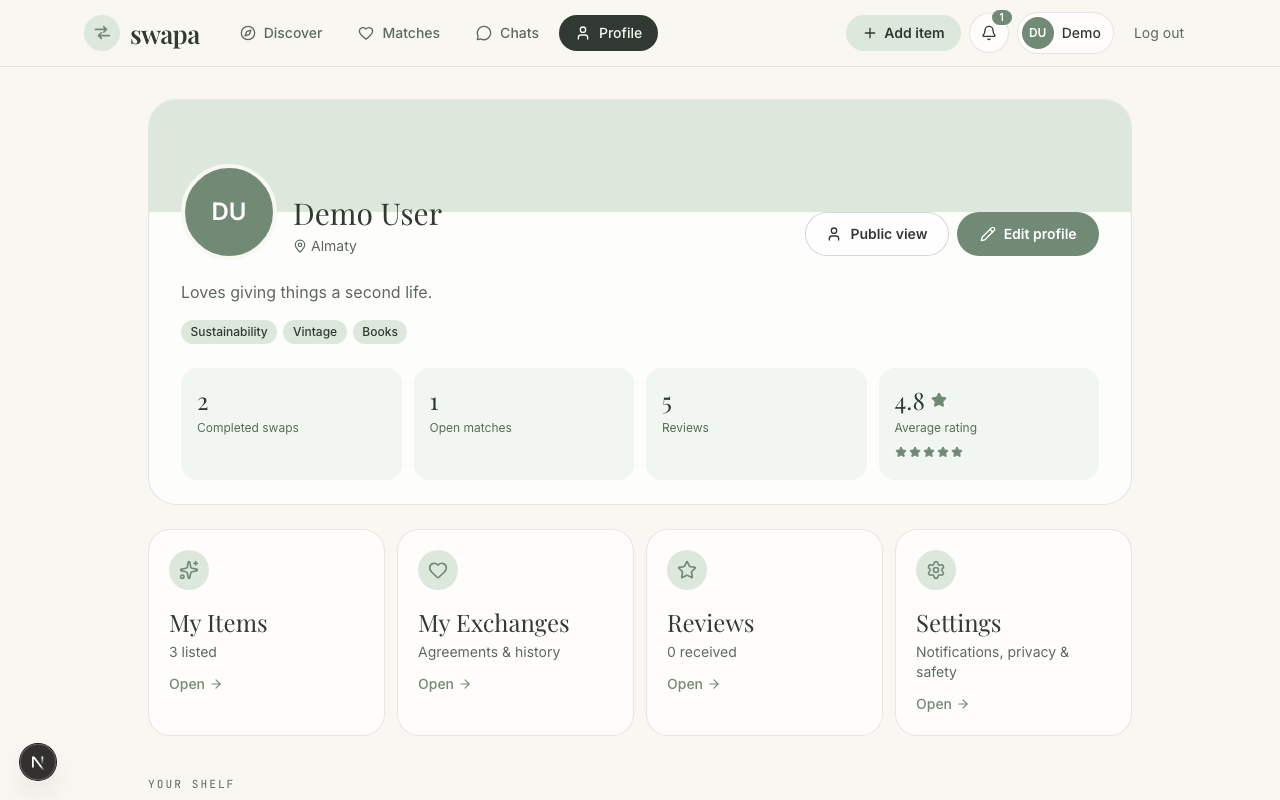 swapa
Discover
Matches
Chats
Profile
Add item
1
DU
Demo
Log out
DU
Demo User
Almaty
Public view
Edit profile
Loves giving things a second life.
Sustainability
Vintage
Books
2
Completed swaps
1
Open matches
5
Reviews
4.8
Average rating
My Items
3 listed
Open
My Exchanges
Agreements & history
Open
Reviews
0 received
Open
Settings
Notifications, privacy &
safety
Open
N
YOUR SHELF